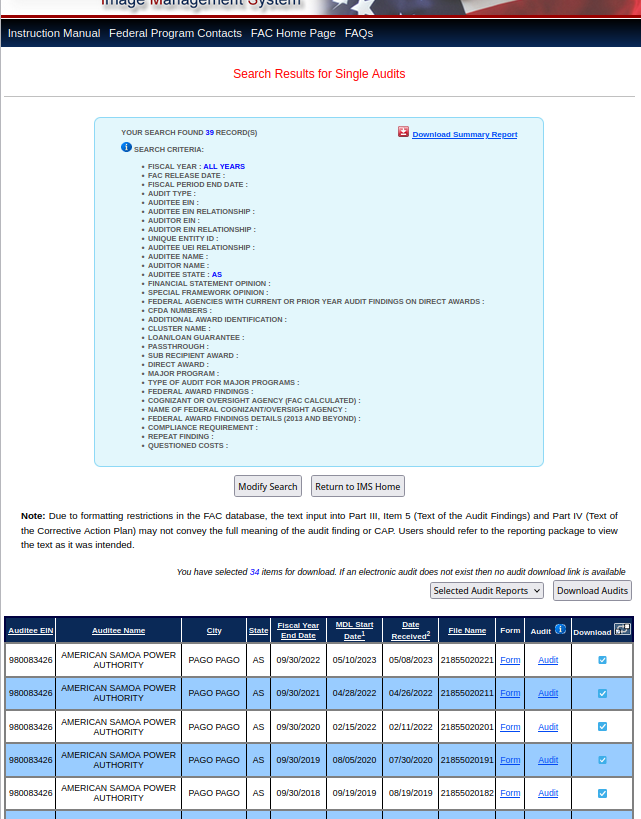 Image Management System
Instruction Manual Federal Program Contacts FAC Home Page FAQs
Search Results for Single Audits
YOUR SEARCH FOUND 39 RECORD(S)
Download Summary Report
SEARCH CRITERIA:
• FISCAL YEAR : ALL YEARS
• FAC RELEASE DATE :
• FISCAL PERIOD END DATE :
• AUDIT TYPE :
• AUDITEE EIN :
• AUDITEE EIN RELATIONSHIP :
• AUDITOR EIN :
• AUDITOR EIN RELATIONSHIP :
• UNIQUE ENTITY ID :
• AUDITEE UEI RELATIONSHIP :
• AUDITEE NAME :
• AUDITOR NAME :
• AUDITEE STATE : AS
• FINANCIAL STATEMENT OPINION :
• SPECIAL FRAMEWORK OPINION :
• FEDERAL AGENCIES WITH CURRENT OR PRIOR YEAR AUDIT FINDINGS ON DIRECT AWARDS :
• CFDA NUMBERS :
• ADDITIONAL AWARD IDENTIFICATION :
• CLUSTER NAME :
• LOAN/LOAN GUARANTEE :
• PASSTHROUGH :
• SUB RECIPIENT AWARD :
• DIRECT AWARD :
• MAJOR PROGRAM :
• TYPE OF AUDIT FOR MAJOR PROGRAMS :
• FEDERAL AWARD FINDINGS :
• COGNIZANT OR OVERSIGHT AGENCY (FAC CALCULATED) :
• NAME OF FEDERAL COGNIZANT/OVERSIGHT AGENCY :
• FEDERAL AWARD FINDINGS DETAILS (2013 AND BEYOND) :
• COMPLIANCE REQUIREMENT :
• REPEAT FINDING :
• QUESTIONED COSTS :
Modify Search Return to IMS Home
Note: Due to formatting restrictions in the FAC database, the text input into Part III, Item 5 (Text of the Audit Findings) and Part IV (Text of
the Corrective Action Plan) may not convey the full meaning of the audit finding or CAP. Users should refer to the reporting package to view
the text as it was intended.
You have selected 34 items for download. If an electronic audit does not exist then no audit download link is available
Selected Audit Reports Download Audits
Auditee EIN Auditee Name City State Fiscal Year End Date MDL Start Date1 Date Received2 File Name Form Audit Download
980083426 AMERICAN SAMOA POWER AUTHORITY PAGO PAGO AS 09/30/2022 05/10/2023 05/08/2023 21855020221 Form Audit
980083426 AMERICAN SAMOA POWER AUTHORITY PAGO PAGO AS 09/30/2021 04/28/2022 04/26/2022 21855020211 Form Audit
980083426 AMERICAN SAMOA POWER AUTHORITY PAGO PAGO AS 09/30/2020 02/15/2022 02/11/2022 21855020201 Form Audit
980083426 AMERICAN SAMOA POWER AUTHORITY PAGO PAGO AS 09/30/2019 08/05/2020 07/30/2020 21855020191 Form Audit
980083426 AMERICAN SAMOA POWER AUTHORITY PAGO PAGO AS 09/30/2018 09/19/2019 08/19/2019 21855020182 Form Audit